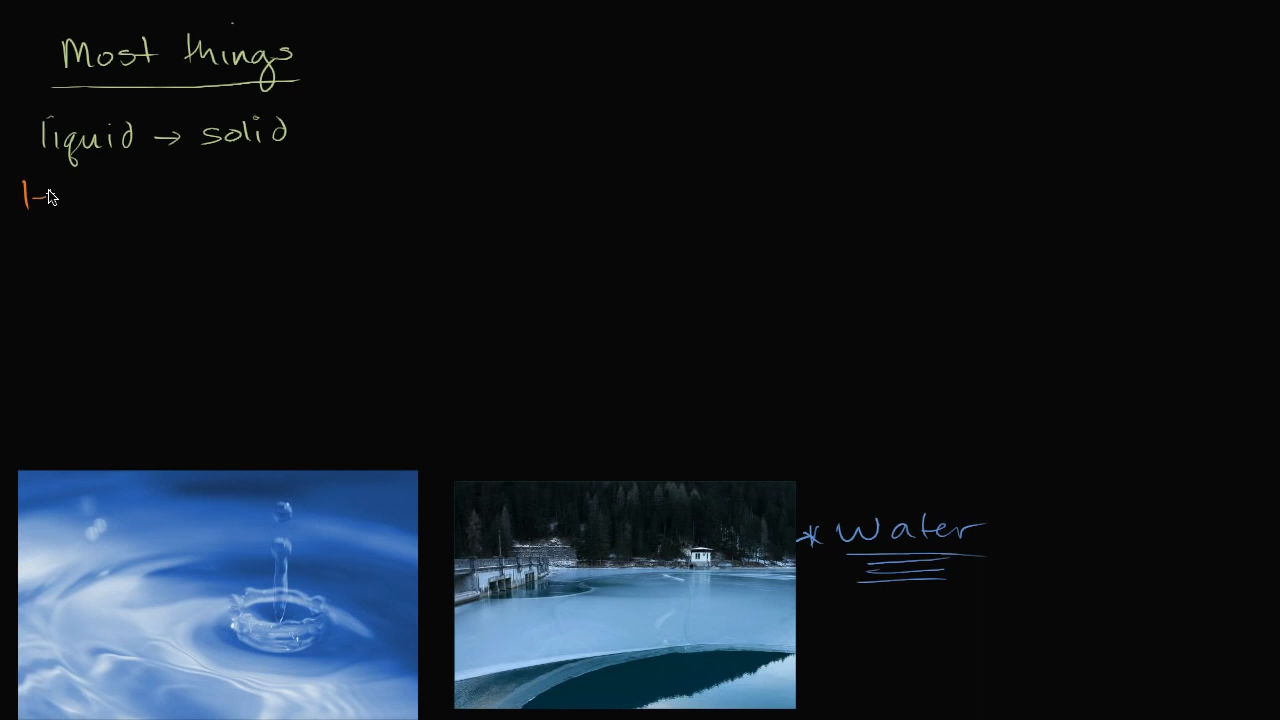 Most things
liquid → solid
* Water